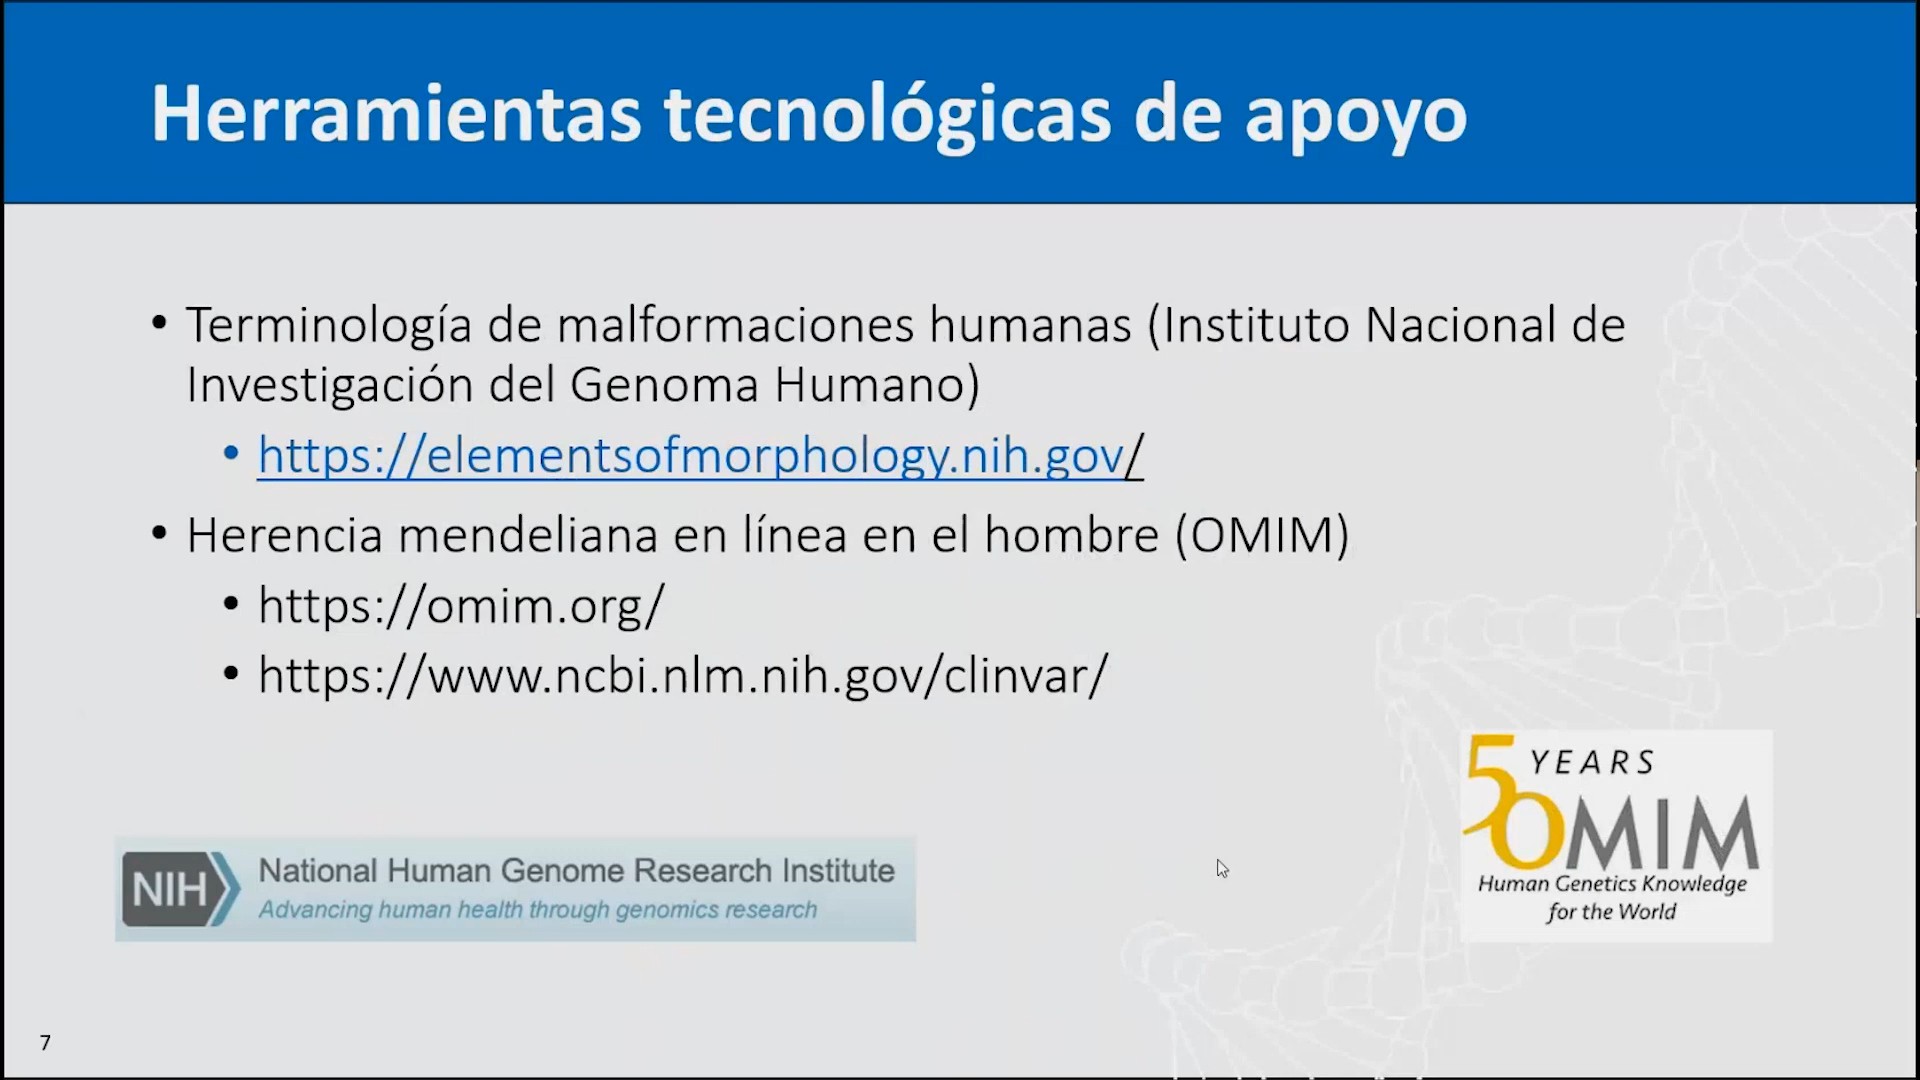 Herramientas tecnológicas de apoyo
• Terminología de malformaciones humanas (Instituto Nacional de
Investigación del Genoma Humano)
• https://elementsofmorphology.nih.gov/
• Herencia mendeliana en línea en el hombre (OMIM)
• https://omim.org/
• https://www.ncbi.nlm.nih.gov/clinvar/
NIH National Human Genome Research Institute
Advancing human health through genomics research
50 YEARS
OMIM
Human Genetics Knowledge
for the World
7